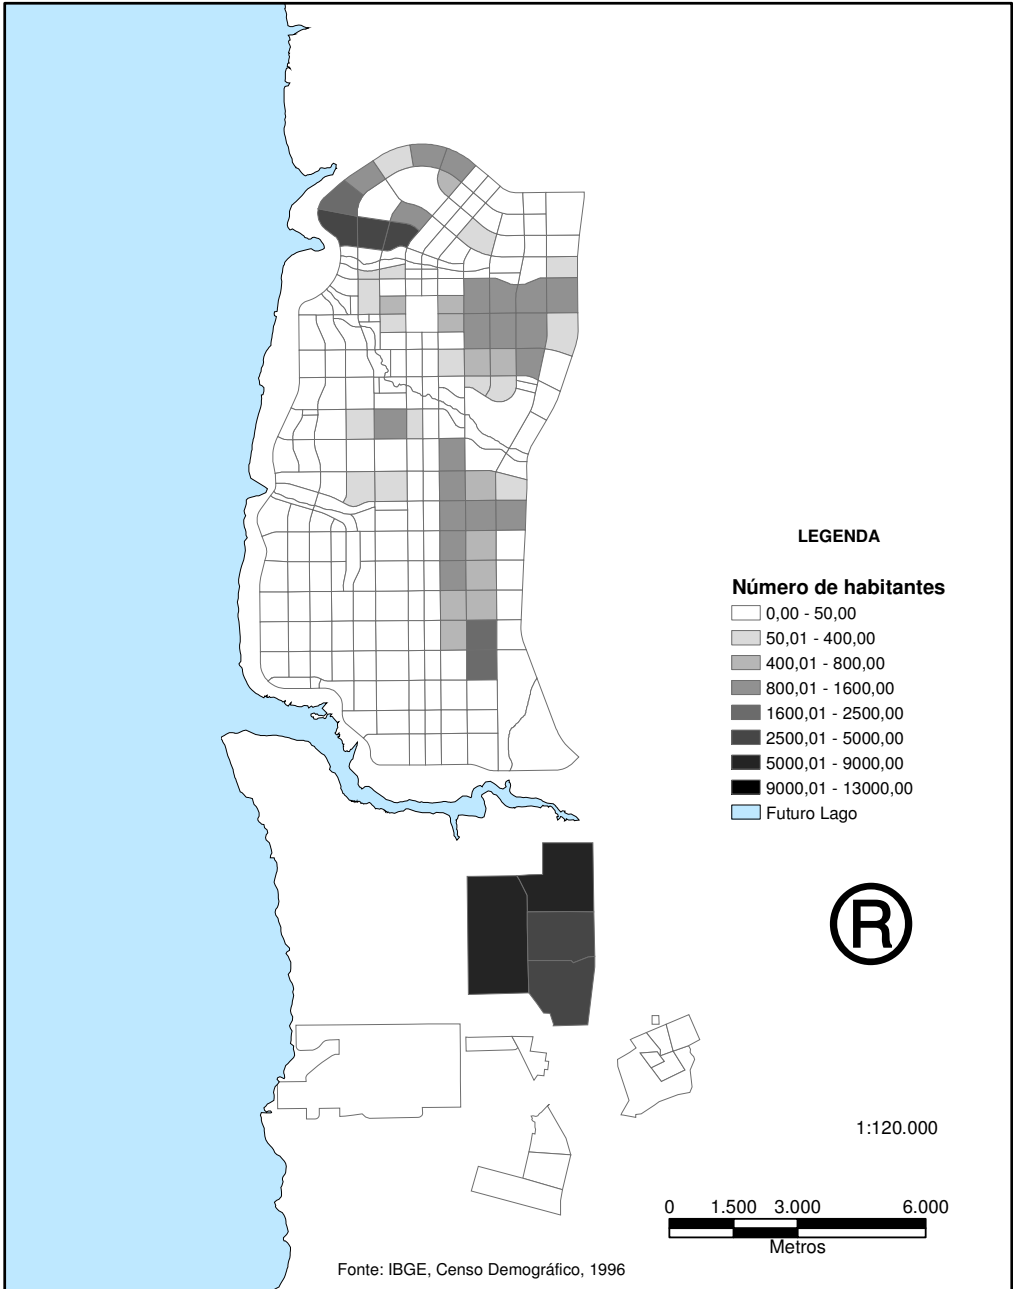 LEGENDA
Número de habitantes
0,00 - 50,00
50,01 - 400,00
400,01 - 800,00
800,01 - 1600,00
1600,01 - 2500,00
2500,01 - 5000,00
5000,01 - 9000,00
9000,01 - 13000,00
Futuro Lago
R
1:120.000
0 1.500 3.000 6.000
Metros
Fonte: IBGE, Censo Demográfico, 1996